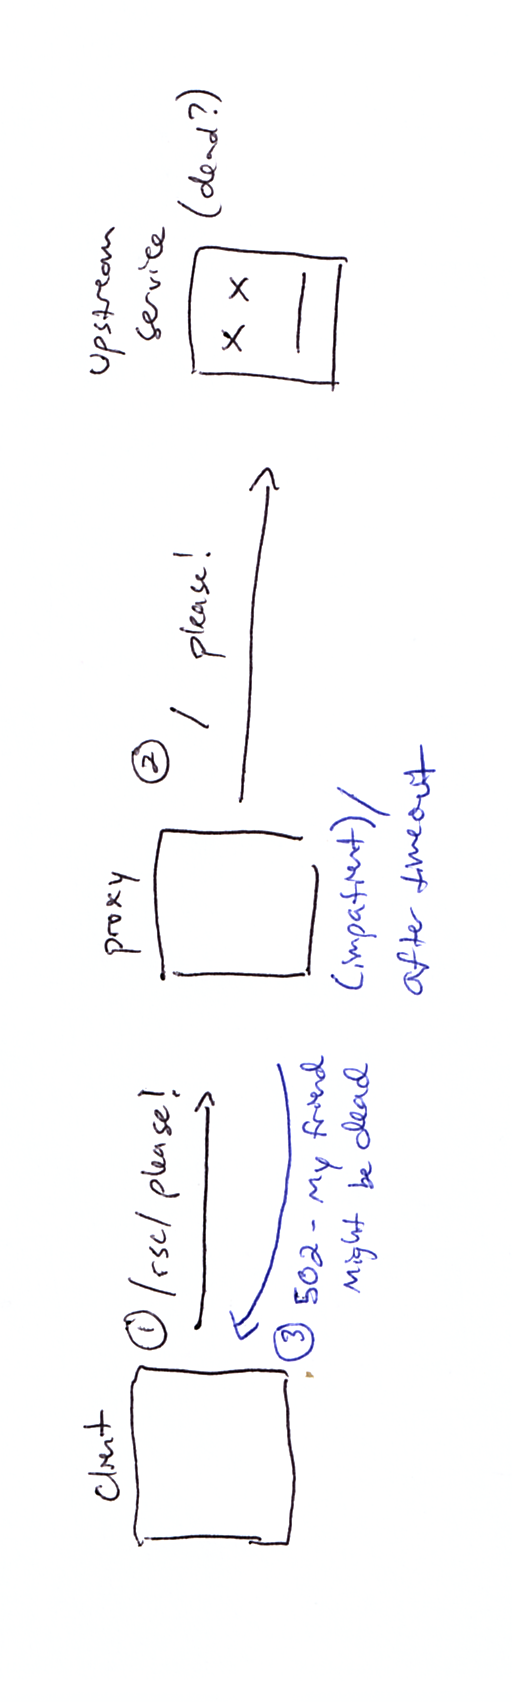 Client
① /rsc/ please!
③ 502 - my friend
might be dead
proxy
(impatient)/
after timeout
② / please!
upstream
service
(dead?)
x x